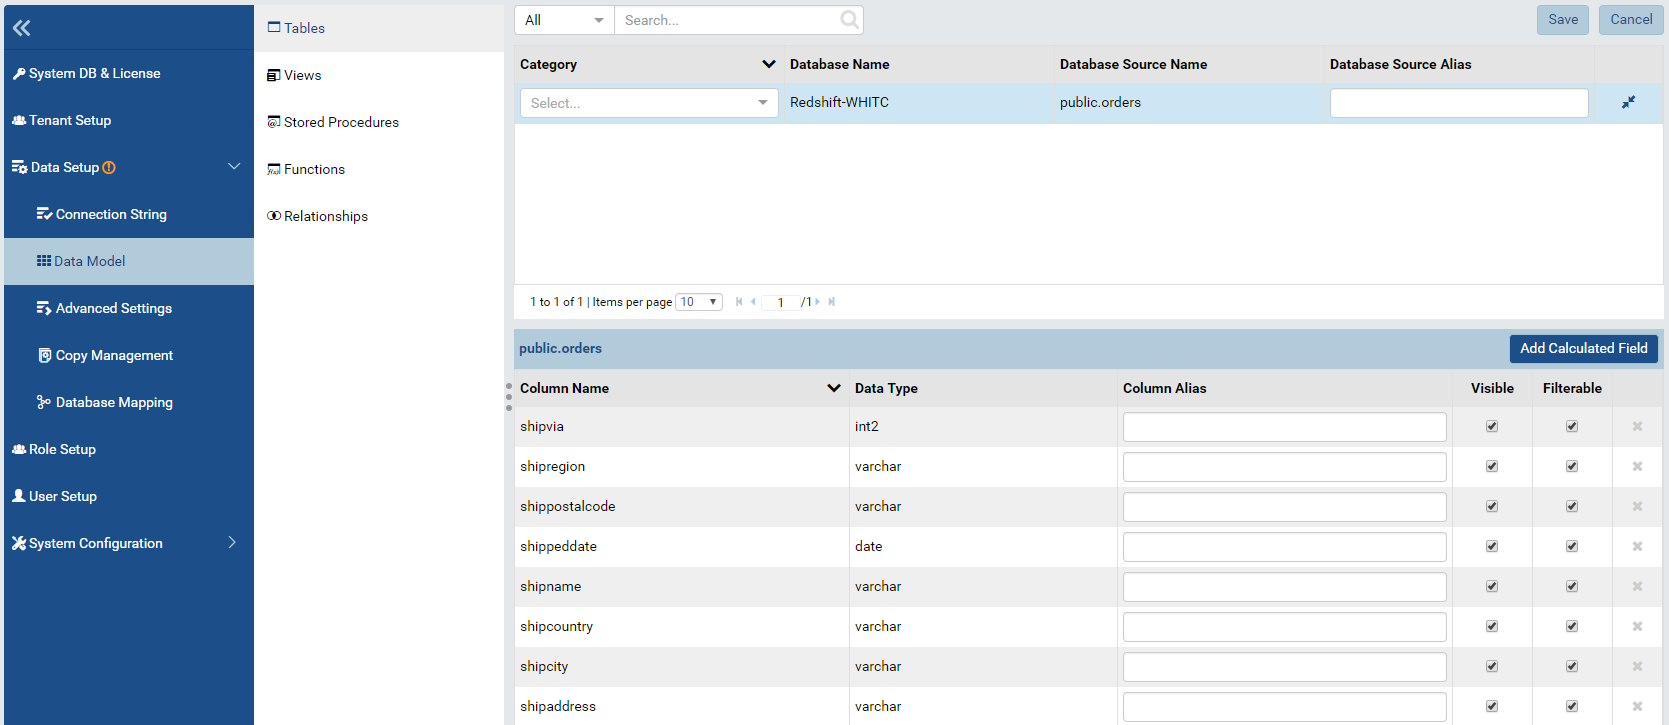 System DB & License
Tenant Setup
Data Setup
Connection String
Data Model
Advanced Settings
Copy Management
Database Mapping
Role Setup
User Setup
System Configuration
Tables
Views
Stored Procedures
Functions
Relationships
All Search... Save Cancel
Category Database Name Database Source Name Database Source Alias
Select... Redshift-WHITC public.orders
1 to 1 of 1 | Items per page 10 1 /1
public.orders Add Calculated Field
Column Name Data Type Column Alias Visible Filterable
shipvia int2
shipregion varchar
shippostalcode varchar
shippeddate date
shipname varchar
shipcountry varchar
shipcity varchar
shipaddress varchar